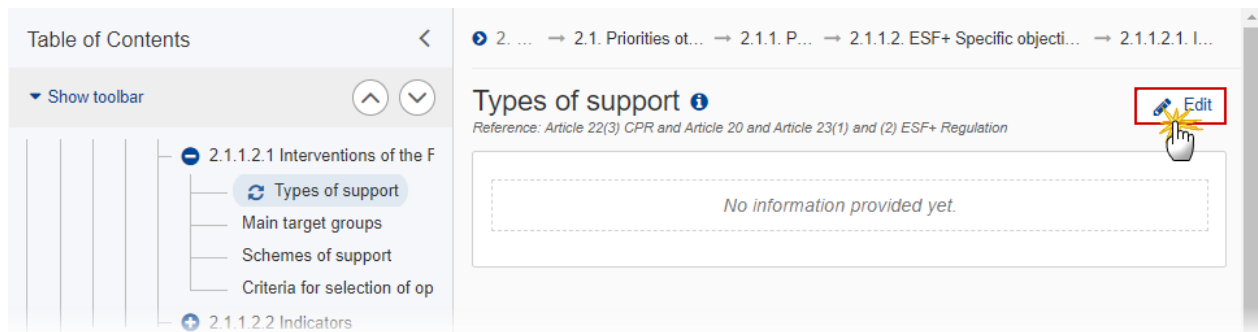 Table of Contents
2. ... → 2.1. Priorities ot... → 2.1.1. P... → 2.1.1.2. ESF+ Specific objecti... → 2.1.1.2.1. I...
Show toolbar
Types of support
Edit
Reference: Article 22(3) CPR and Article 20 and Article 23(1) and (2) ESF+ Regulation
2.1.1.2.1 Interventions of the F
Types of support
Main target groups
Schemes of support
Criteria for selection of op
2.1.1.2.2 Indicators
No information provided yet.